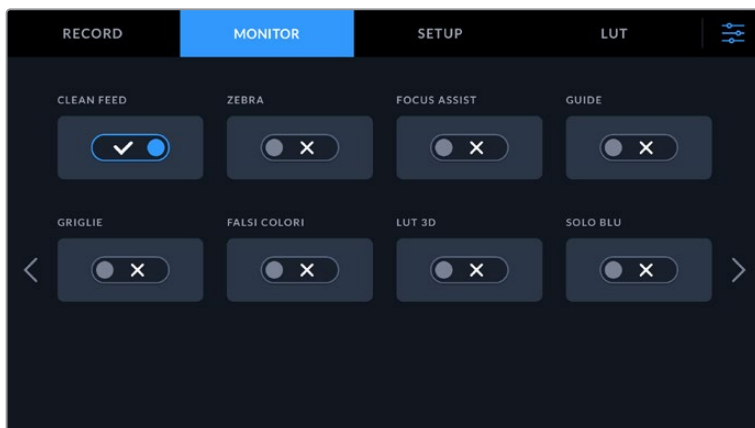 RECORD MONITOR SETUP LUT
CLEAN FEED ZEBRA FOCUS ASSIST GUIDE
GRIGLIE FALSI COLORI LUT 3D SOLO BLU